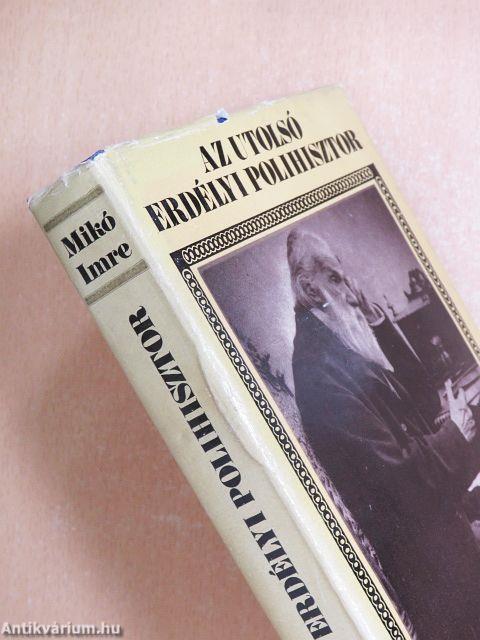 AZ UTOLSÓ
ERDÉLYI POLIHISZTOR
Mikó
Imre
ERDÉLYI POLIHISZTOR
Antikvárium.hu